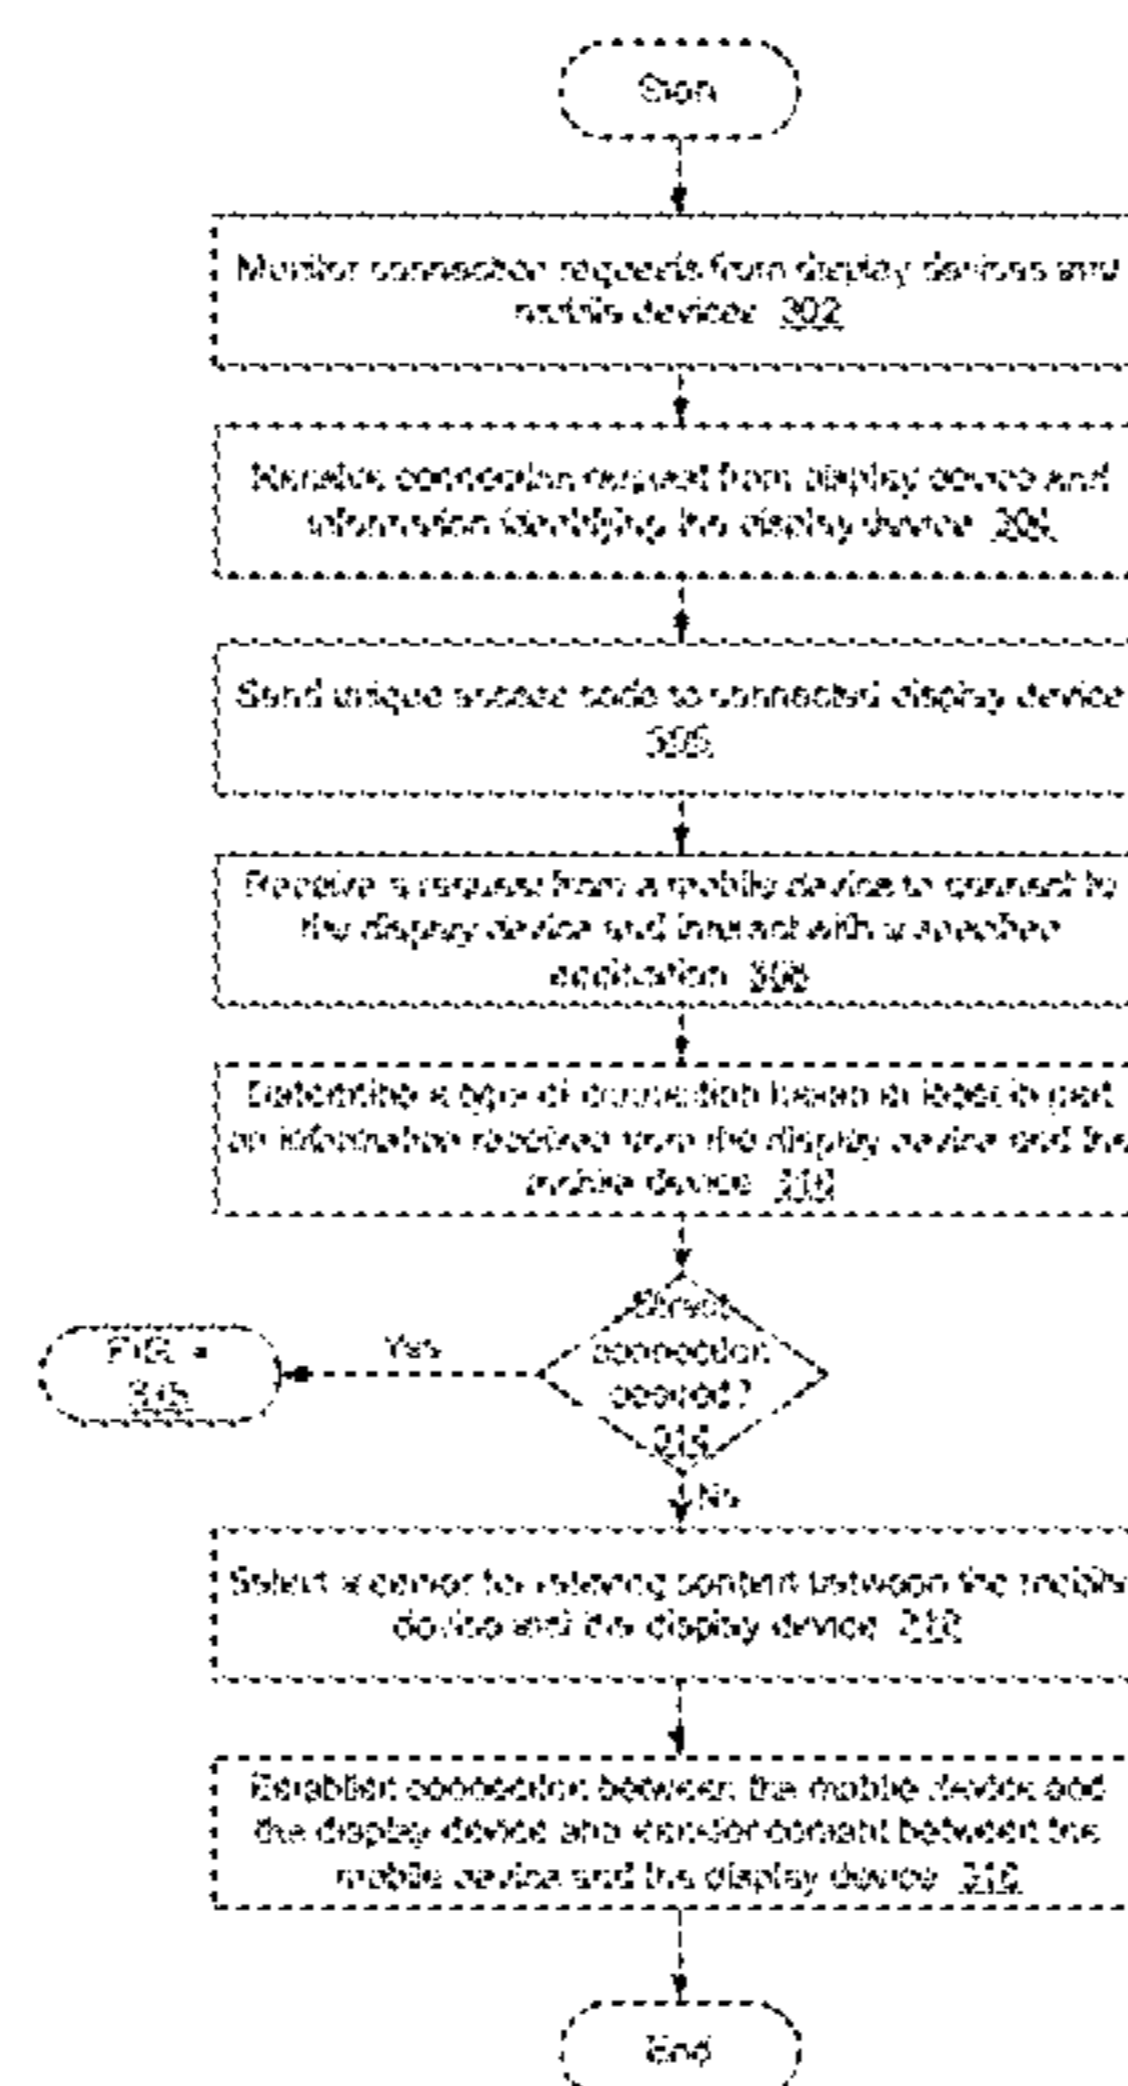 Monitor connection requests from display devices and
mobile devices 302
Receive connection request from display device and
information identifying the display device
Send unique access code to connected display device
Receive a request from a mobile device to connect to
the display device and interact with a specified
application
Determine a type of connection based at least in part
on information received from the display device and the
mobile device
Yes
Direct
connection
No
Select a server for relaying content between the mobile
device and the display device
Establish connection between the mobile device and
the display device and transfer content between the
mobile device and the display device
End